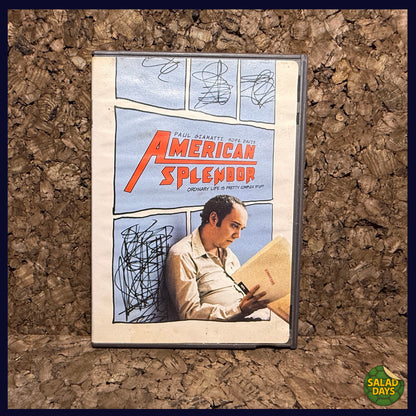 PAUL GIAMATTI, HOPE DAVIS
AMERICAN
SPLENDOR
ORDINARY LIFE IS PRETTY COMPLEX STUFF
SALAD
DAYS